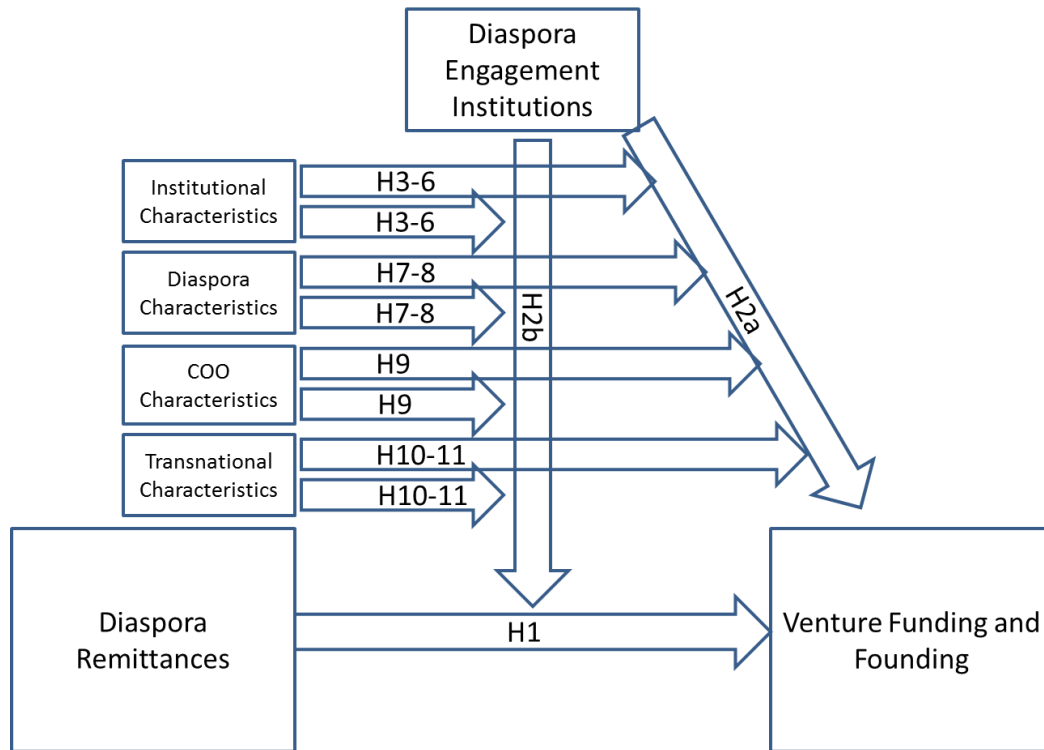 Diaspora
Engagement
Institutions
Institutional
Characteristics
H3-6
H3-6
Diaspora
Characteristics
H7-8
H7-8
H2b
H2a
COO
Characteristics
H9
H9
Transnational
Characteristics
H10-11
H10-11
Diaspora
Remittances
H1
Venture Funding and
Founding